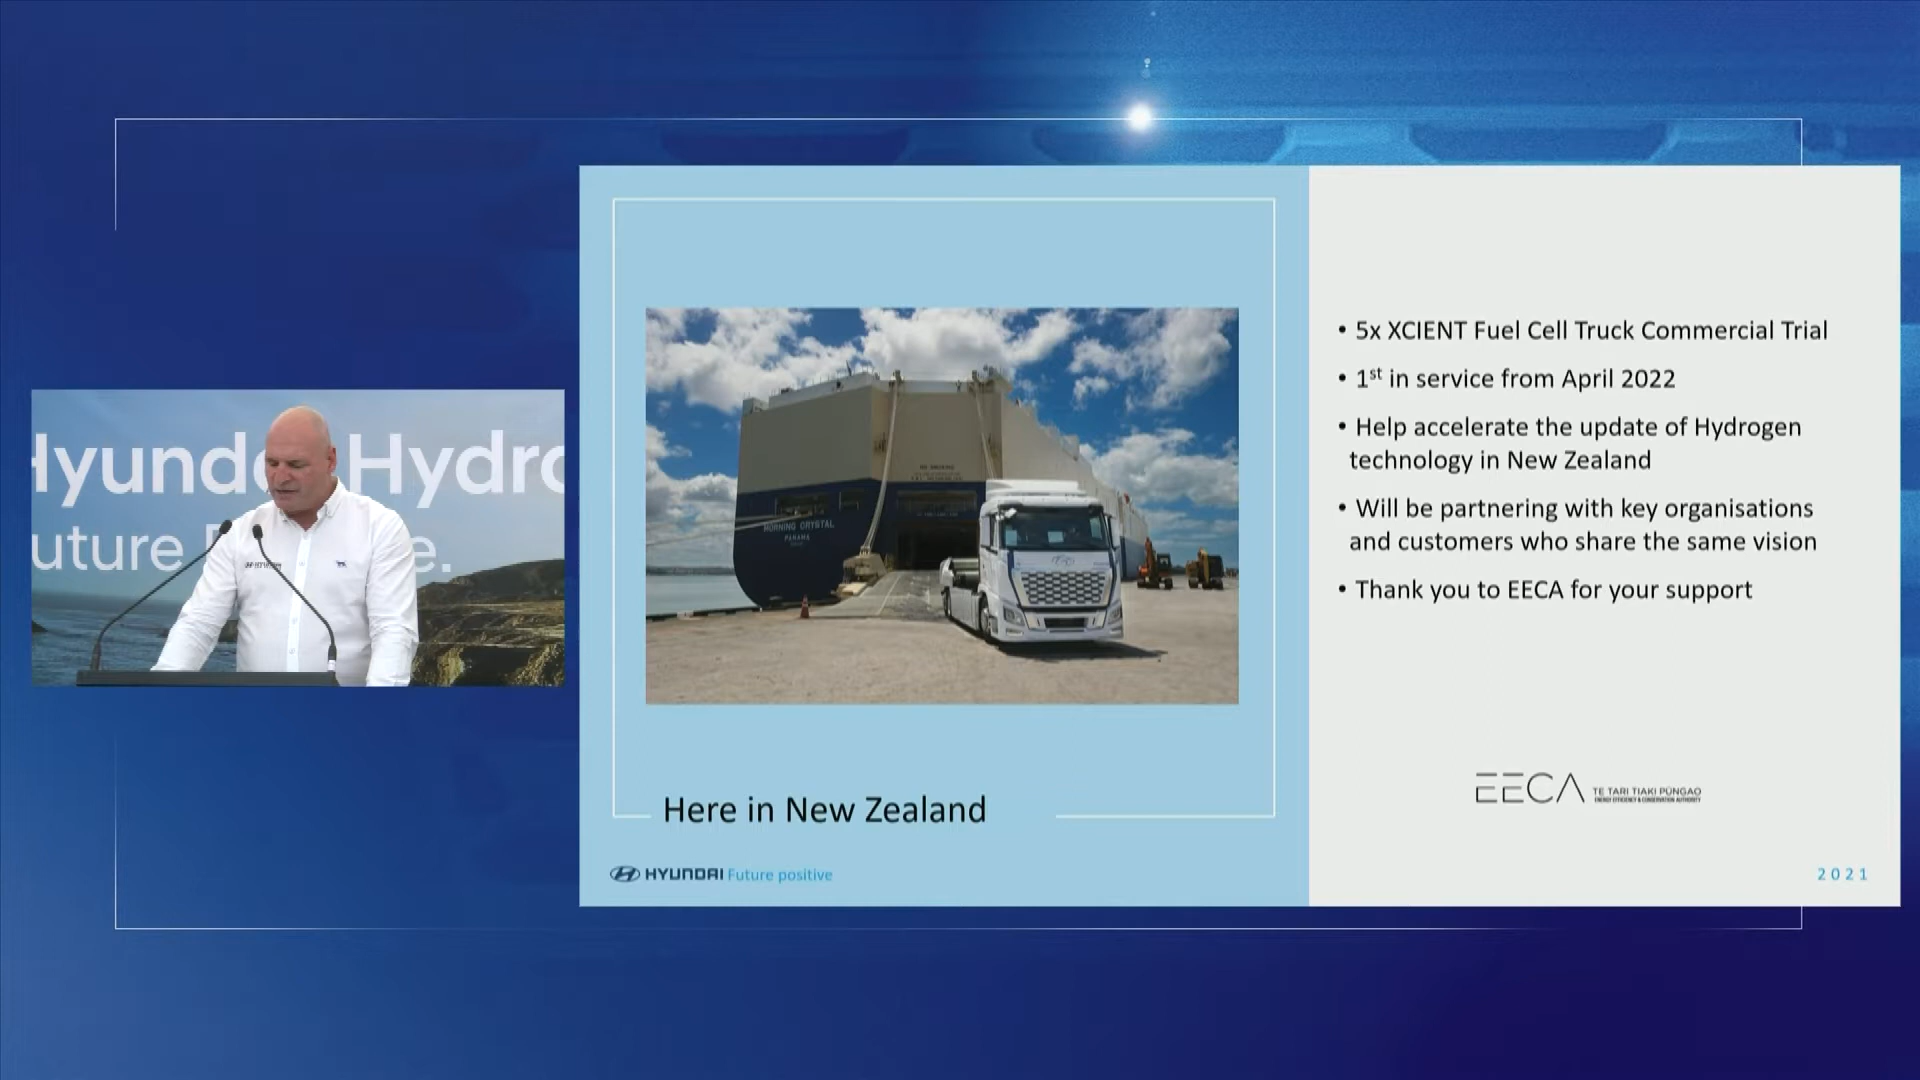 Hyunda Hydro
uture e.
MORNING CRYSTAL
PANAMA
Here in New Zealand
HYUNDAI Future positive
• 5x XCIENT Fuel Cell Truck Commercial Trial
• 1st in service from April 2022
• Help accelerate the update of Hydrogen
technology in New Zealand
• Will be partnering with key organisations
and customers who share the same vision
• Thank you to EECA for your support
EECA TE TARI TIAKI PŪNGAO
ENERGY EFFICIENCY & CONSERVATION AUTHORITY
2021